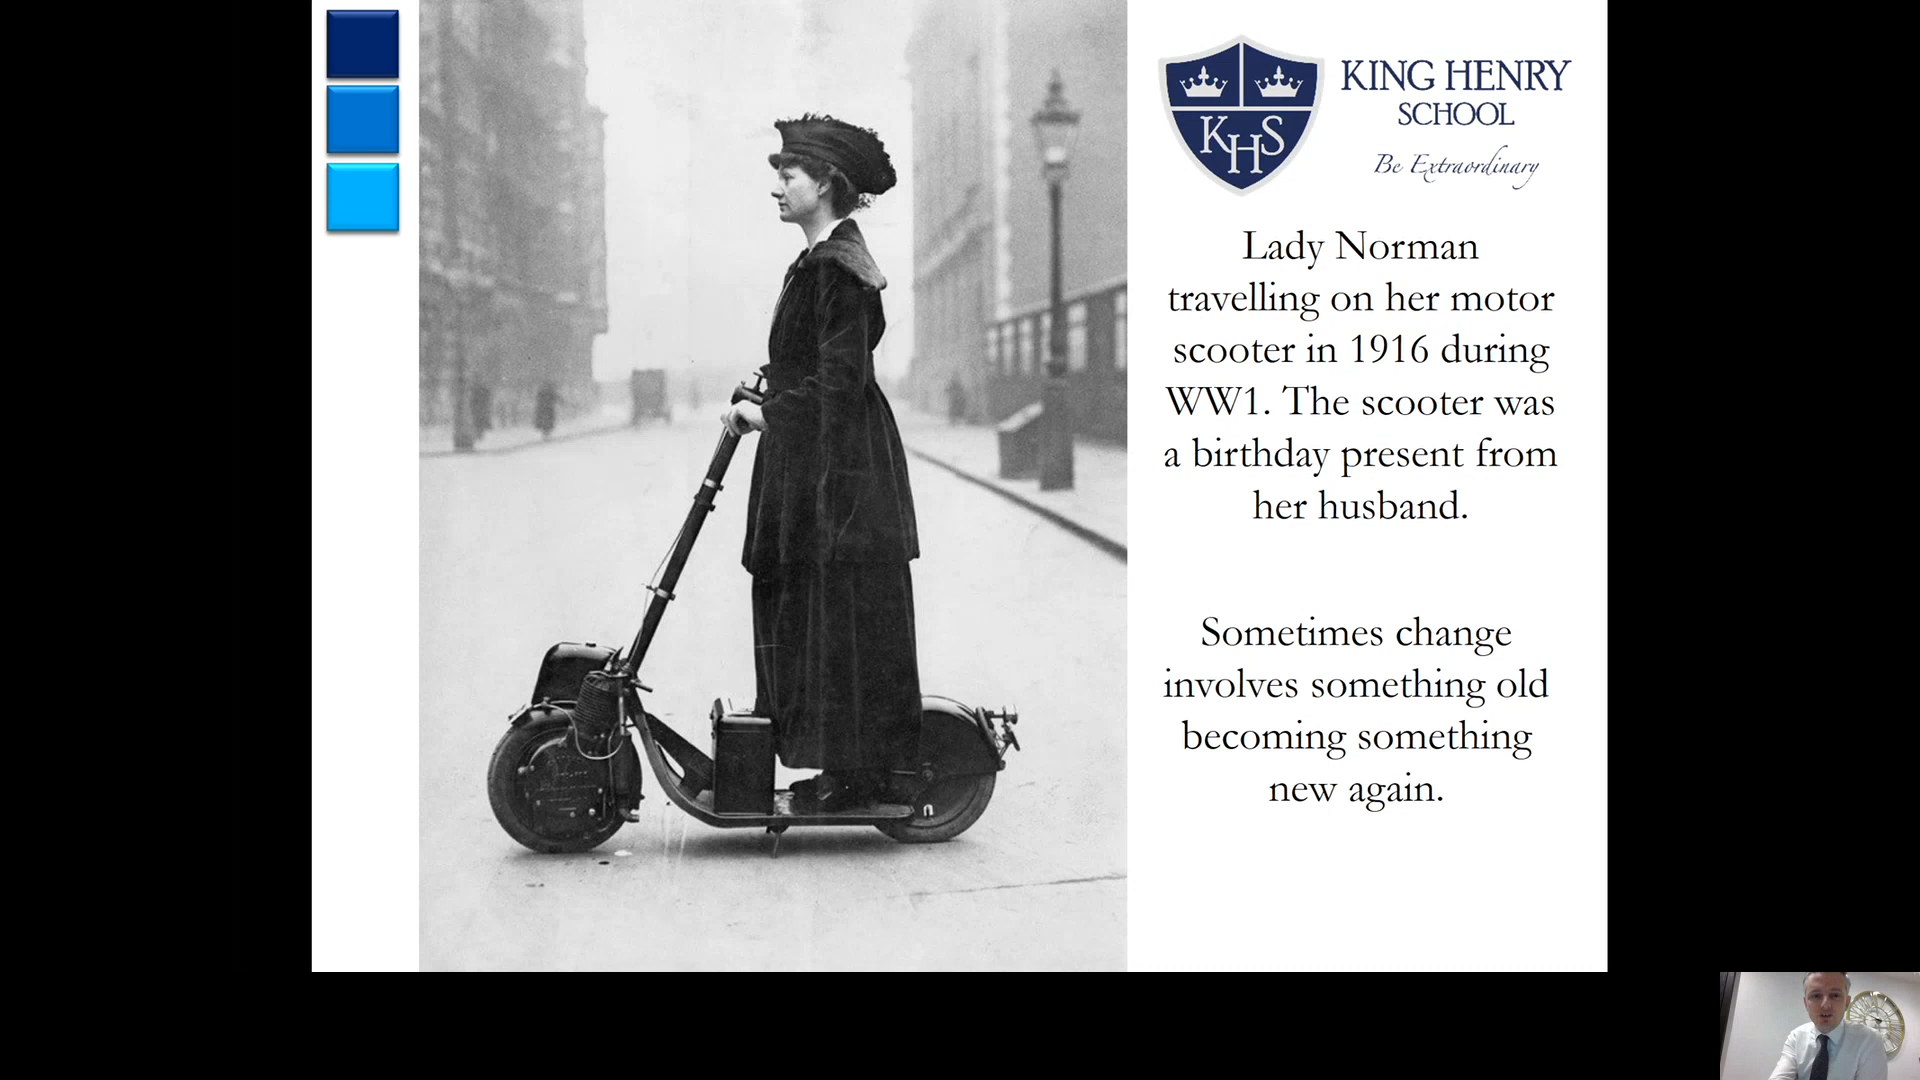 KHS
KING HENRY
SCHOOL
Be Extraordinary
Lady Norman
travelling on her motor
scooter in 1916 during
WW1. The scooter was
a birthday present from
her husband.
Sometimes change
involves something old
becoming something
new again.